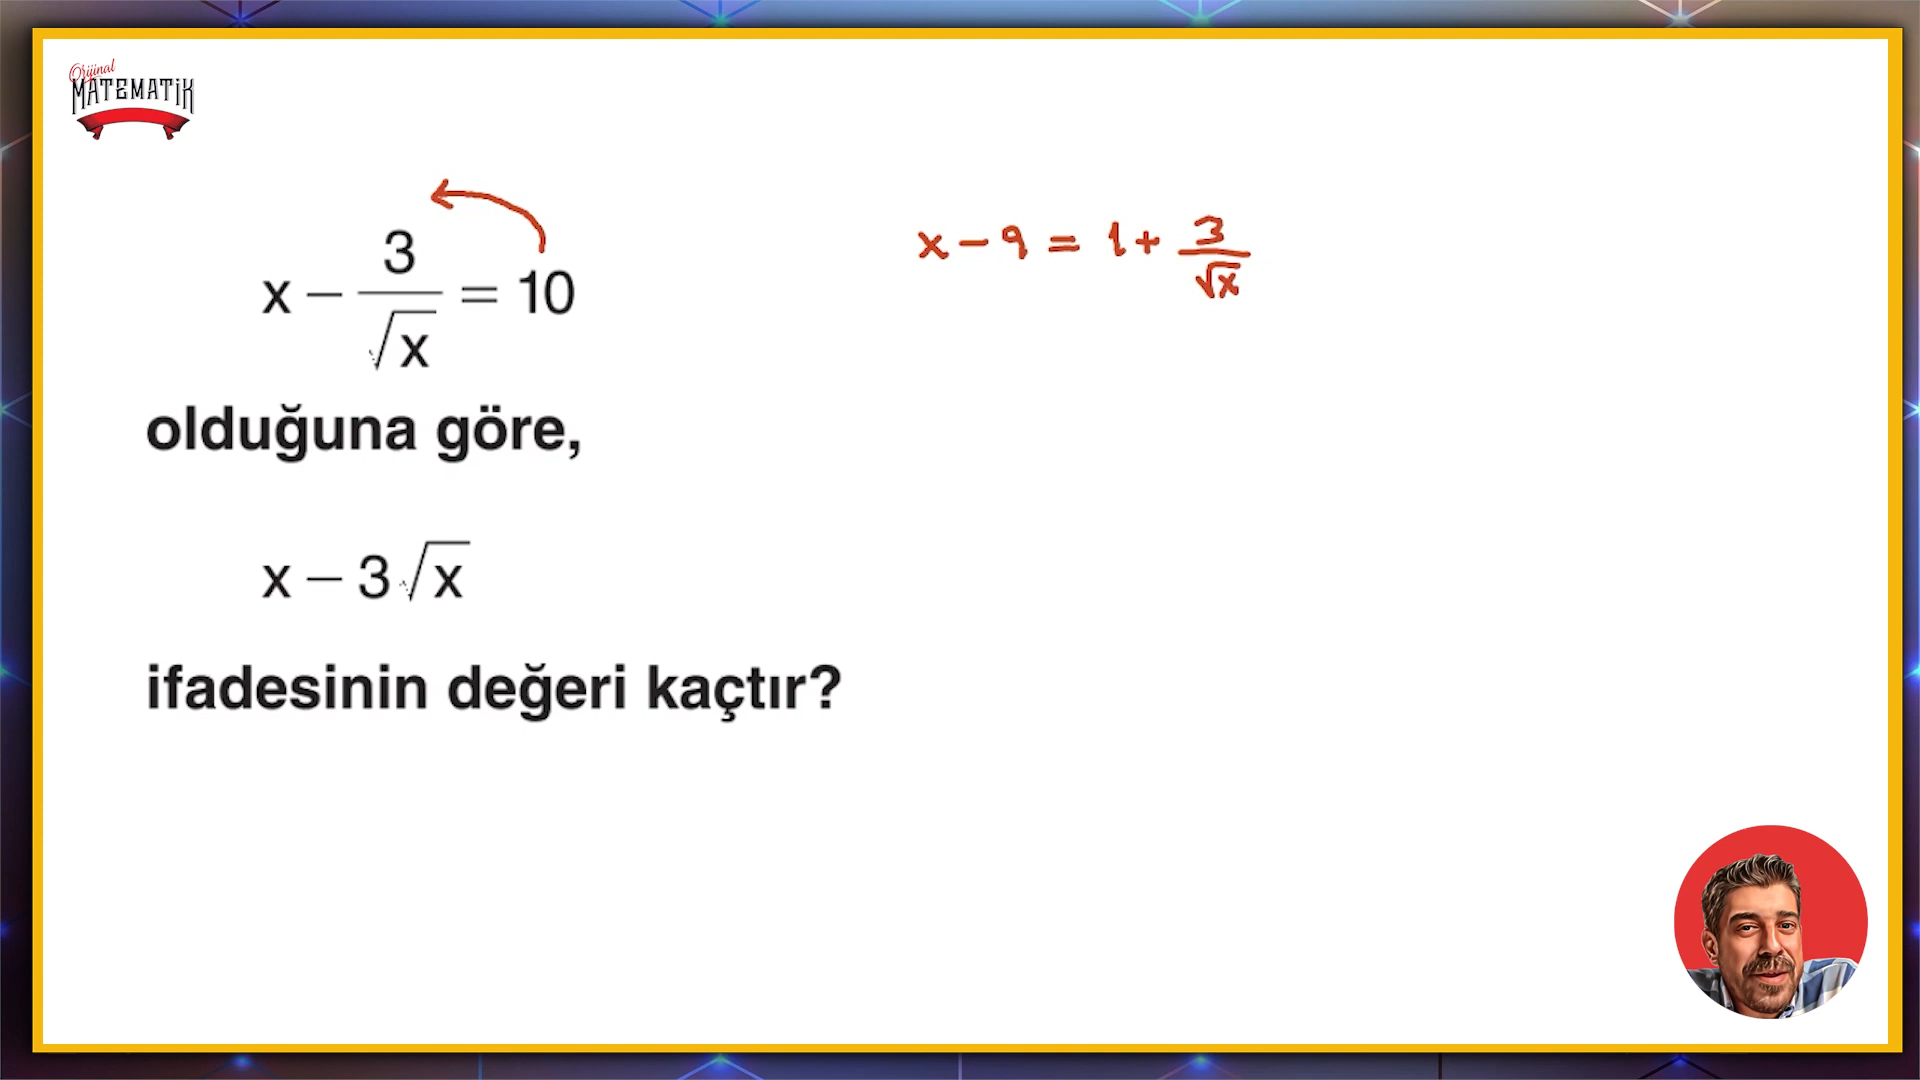 Orijinal
MATEMATİK
x − 3/√x = 10
olduğuna göre,
x − 3√x
ifadesinin değeri kaçtır?
x − 9 = 1 + 3/√x